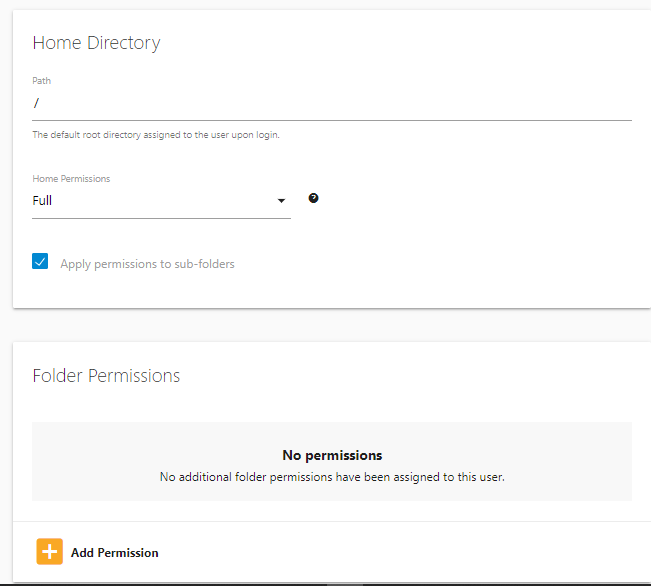 Home Directory
Path
/
The default root directory assigned to the user upon login.
Home Permissions
Full
?
Apply permissions to sub-folders
Folder Permissions
No permissions
No additional folder permissions have been assigned to this user.
Add Permission